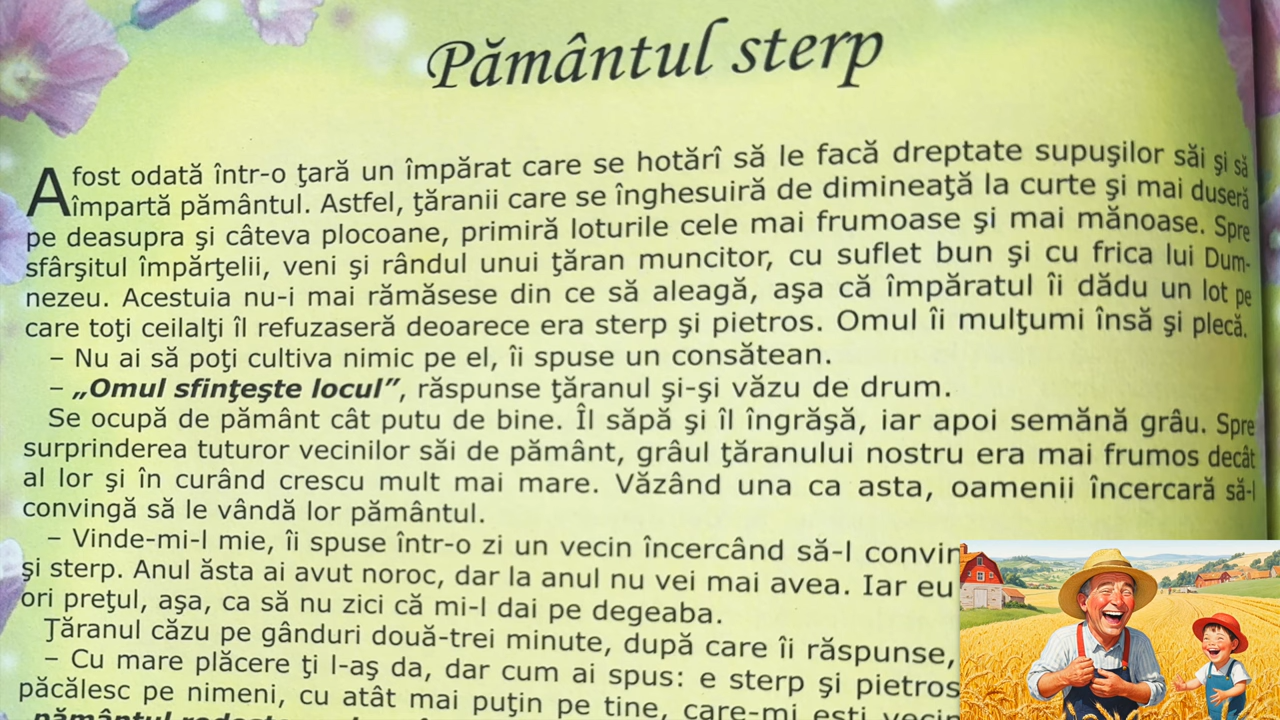 Pământul sterp
A fost odată într-o ţară un împărat care se hotărî să le facă dreptate supuşilor săi şi să
împartă pământul. Astfel, ţăranii care se înghesuiră de dimineaţă la curte şi mai duseră
pe deasupra şi câteva plocoane, primiră loturile cele mai frumoase şi mai mănoase. Spre
sfârşitul împărţelii, veni şi rândul unui ţăran muncitor, cu suflet bun şi cu frica lui Dum-
nezeu. Acestuia nu-i mai rămăsese din ce să aleagă, aşa că împăratul îi dădu un lot pe
care toţi ceilalţi îl refuzaseră deoarece era sterp şi pietros. Omul îi mulţumi însă şi plecă.
– Nu ai să poţi cultiva nimic pe el, îi spuse un consătean.
– „Omul sfinţeşte locul”, răspunse ţăranul şi-şi văzu de drum.
Se ocupă de pământ cât putu de bine. Îl săpă şi îl îngrăşă, iar apoi semănă grâu. Spre
surprinderea tuturor vecinilor săi de pământ, grâul ţăranului nostru era mai frumos decât
al lor şi în curând crescu mult mai mare. Văzând una ca asta, oamenii încercară să-l
convingă să le vândă lor pământul.
– Vinde-mi-l mie, îi spuse într-o zi un vecin încercând să-l convin
şi sterp. Anul ăsta ai avut noroc, dar la anul nu vei mai avea. Iar eu
ori preţul, aşa, ca să nu zici că mi-l dai pe degeaba.
Ţăranul căzu pe gânduri două-trei minute, după care îi răspunse,
– Cu mare plăcere ţi l-aş da, dar cum ai spus: e sterp şi pietros
păcălesc pe nimeni, cu atât mai puţin pe tine, care-mi eşti vecin
pământul